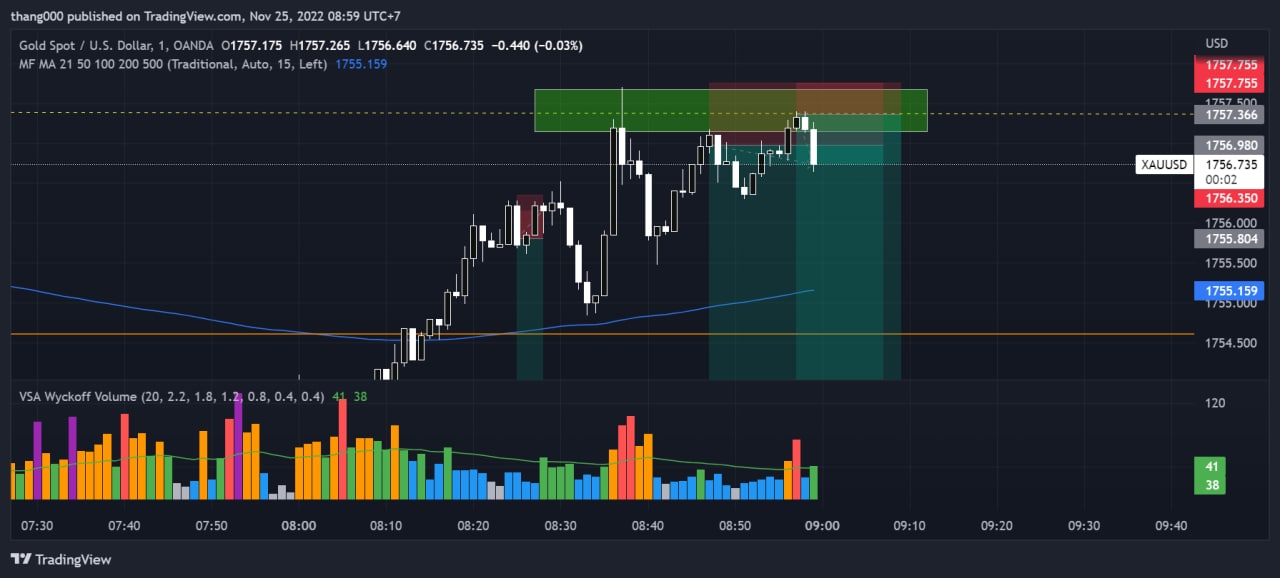 thang000 published on TradingView.com, Nov 25, 2022 08:59 UTC+7
Gold Spot / U.S. Dollar, 1, OANDA O1757.175 H1757.265 L1756.640 C1756.735 −0.440 (−0.03%)
MF MA 21 50 100 200 500 (Traditional, Auto, 15, Left) 1755.159
USD
1757.755
1757.755
1757.500
1757.366
1756.980
XAUUSD 1756.735
00:02
1756.350
1756.000
1755.804
1755.500
1755.159
1755.000
1754.500
VSA Wyckoff Volume (20, 2.2, 1.8, 1.2, 0.8, 0.4, 0.4) 41 38
120
41
38
07:30 07:40 07:50 08:00 08:10 08:20 08:30 08:40 08:50 09:00 09:10 09:20 09:30 09:40
TradingView